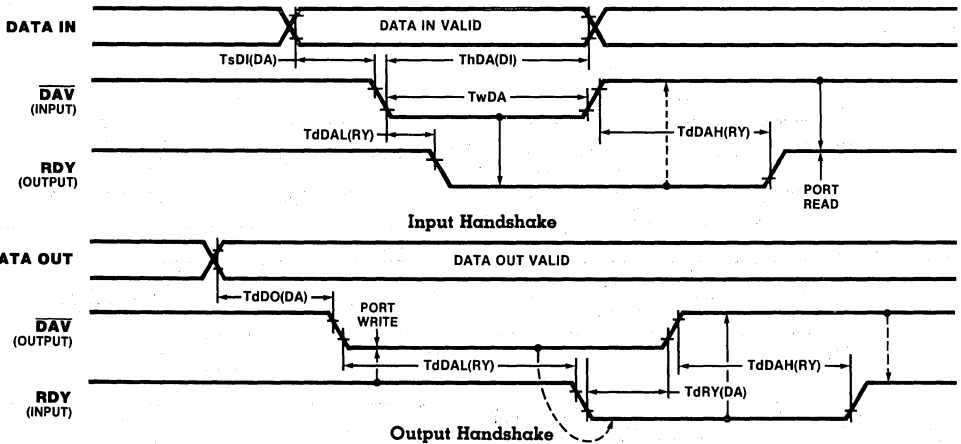 DATA IN
DATA IN VALID
TsDI(DA)
ThDA(DI)
DAV
(INPUT)
TwDA
TdDAL(RY)
TdDAH(RY)
RDY
(OUTPUT)
PORT
READ
Input Handshake
ATA OUT
DATA OUT VALID
TdDO(DA)
PORT
WRITE
DAV
(OUTPUT)
TdDAL(RY)
TdDAH(RY)
TdRY(DA)
RDY
(INPUT)
Output Handshake